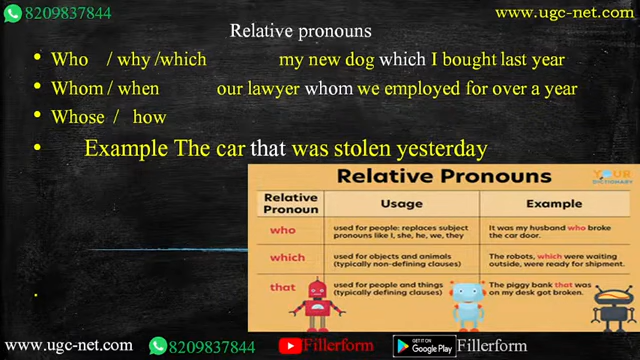 8209837844
www.ugc-net.com
Relative pronouns
• Who / why /which my new dog which I bought last year
• Whom / when our lawyer whom we employed for over a year
• Whose / how
• Example The car that was stolen yesterday
Relative Pronouns
YOUR
DICTIONARY
Relative Pronoun
Usage
Example
who
used for people: replaces subject
pronouns like I, she, he, we, they
It was my husband who broke
the car door.
which
used for objects and animals
(typically non-defining clauses)
The robots, which were waiting
outside, were ready for shipment.
that
used for people and things
(typically defining clauses)
The piggy bank that was
on my desk got broken.
www.ugc-net.com
8209837844
Fillerform
GET IT ON
Google Play
Fillerform